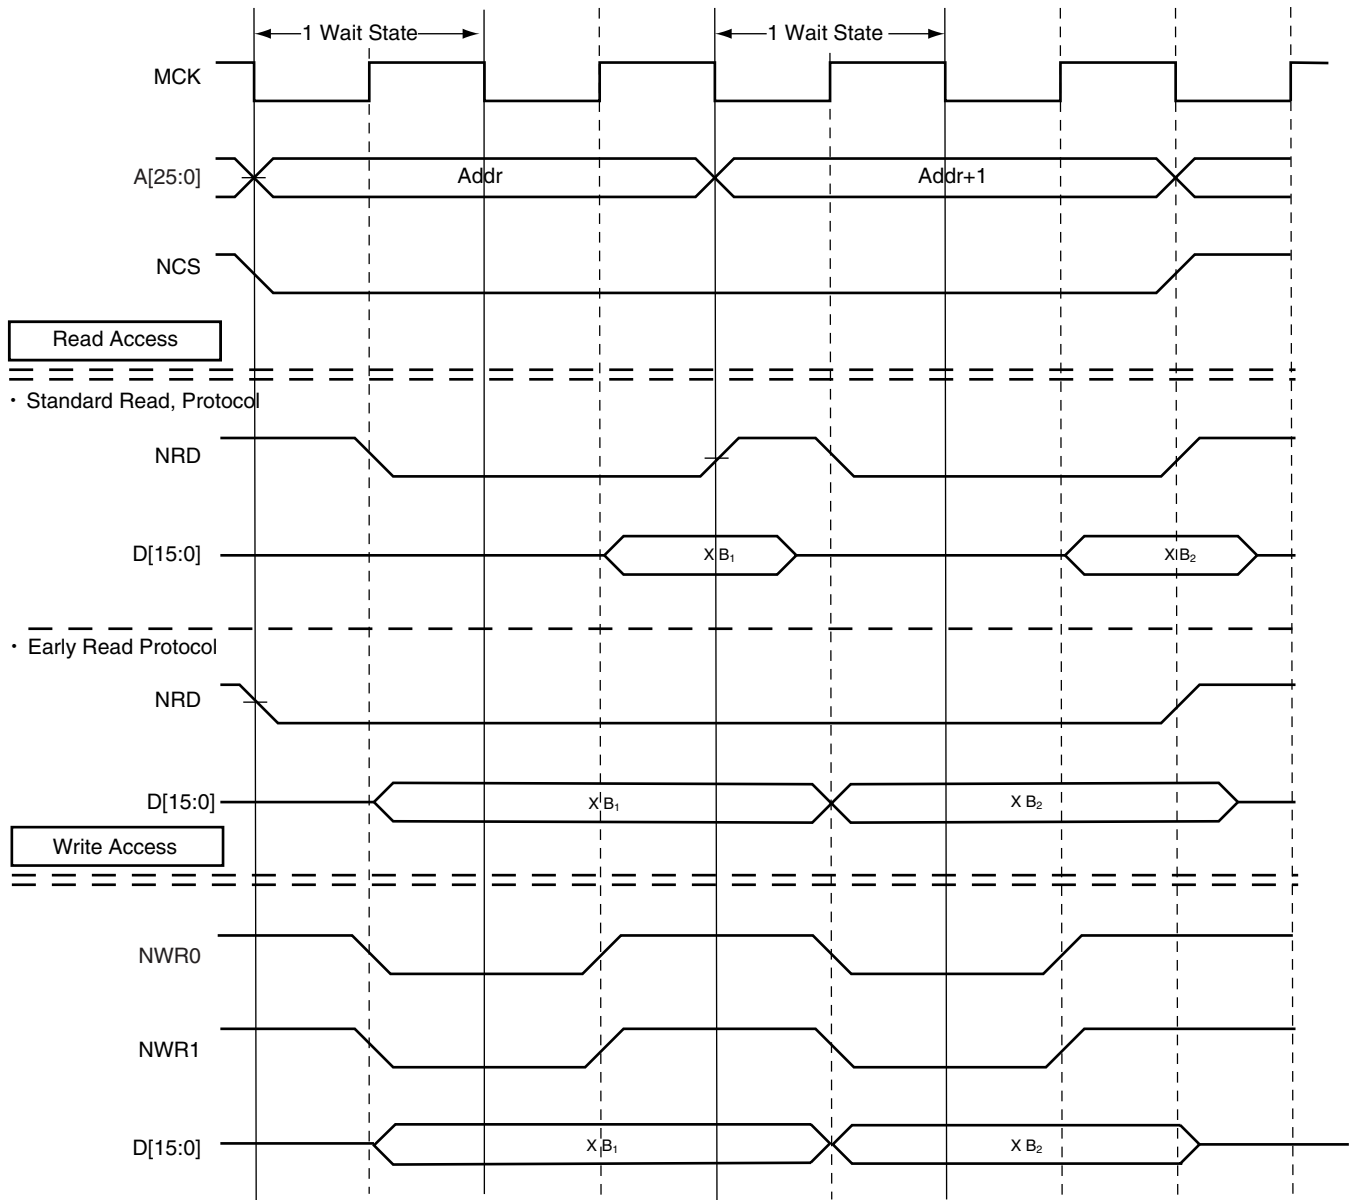 1 Wait State 1 Wait State
MCK
A[25:0] Addr Addr+1
NCS
Read Access
· Standard Read, Protocol
NRD
D[15:0] X B₁ X B₂
· Early Read Protocol
NRD
D[15:0] X B₁ X B₂
Write Access
NWR0
NWR1
D[15:0] X B₁ X B₂